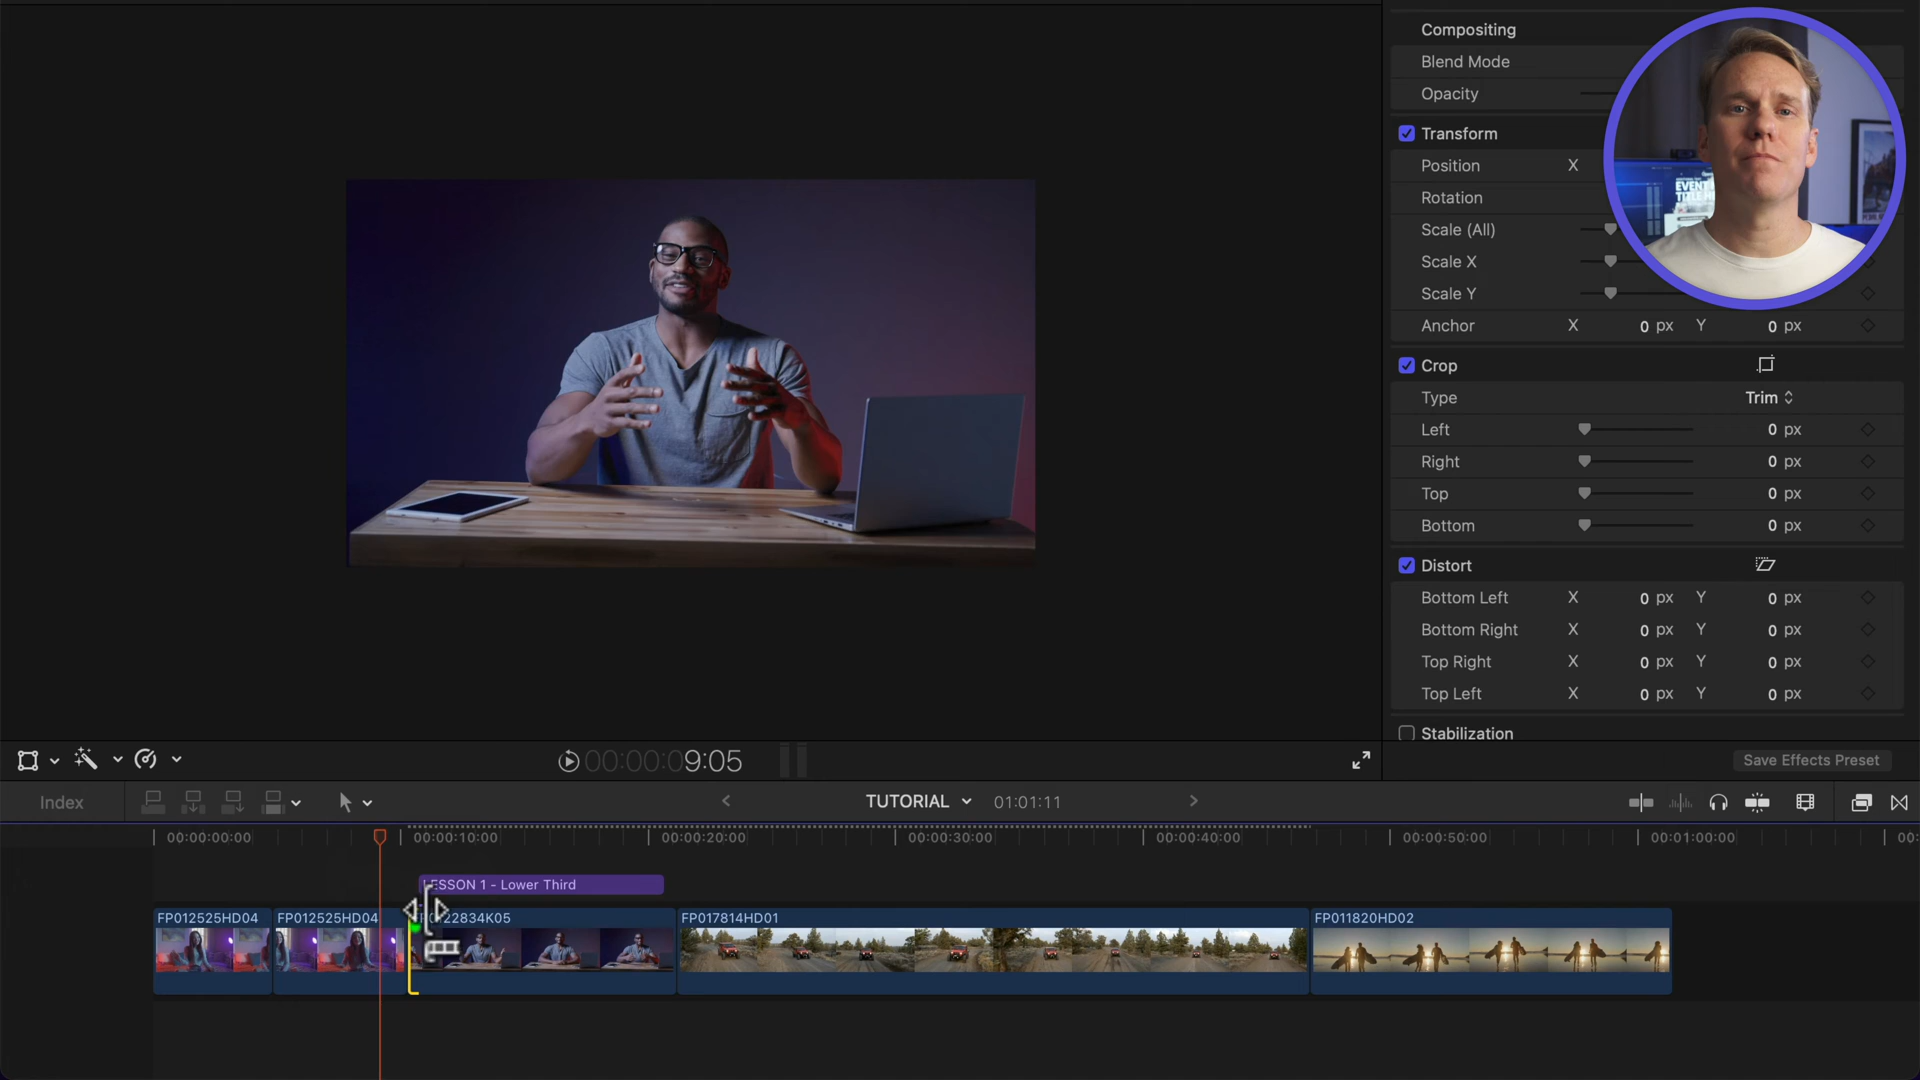 Compositing
Blend Mode
Opacity
Transform
Position X
Rotation
Scale (All)
Scale X
Scale Y
Anchor X 0 px Y 0 px
Crop
Type Trim
Left 0 px
Right 0 px
Top 0 px
Bottom 0 px
Distort
Bottom Left X 0 px Y 0 px
Bottom Right X 0 px Y 0 px
Top Right X 0 px Y 0 px
Top Left X 0 px Y 0 px
Stabilization
Save Effects Preset
00:00:09:05
Index
TUTORIAL 01:01:11
00:00:00:00 00:00:10:00 00:00:20:00 00:00:30:00 00:00:40:00 00:00:50:00 00:01:00:00 00:
LESSON 1 - Lower Third
FP012525HD04 FP012525HD04 22834K05 FP017814HD01 FP011820HD02